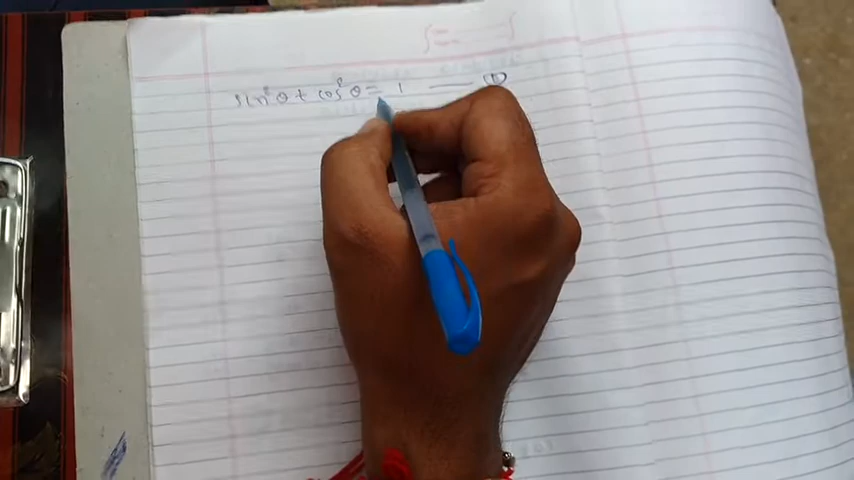 sin²θ + cos²θ = 1 —— ①